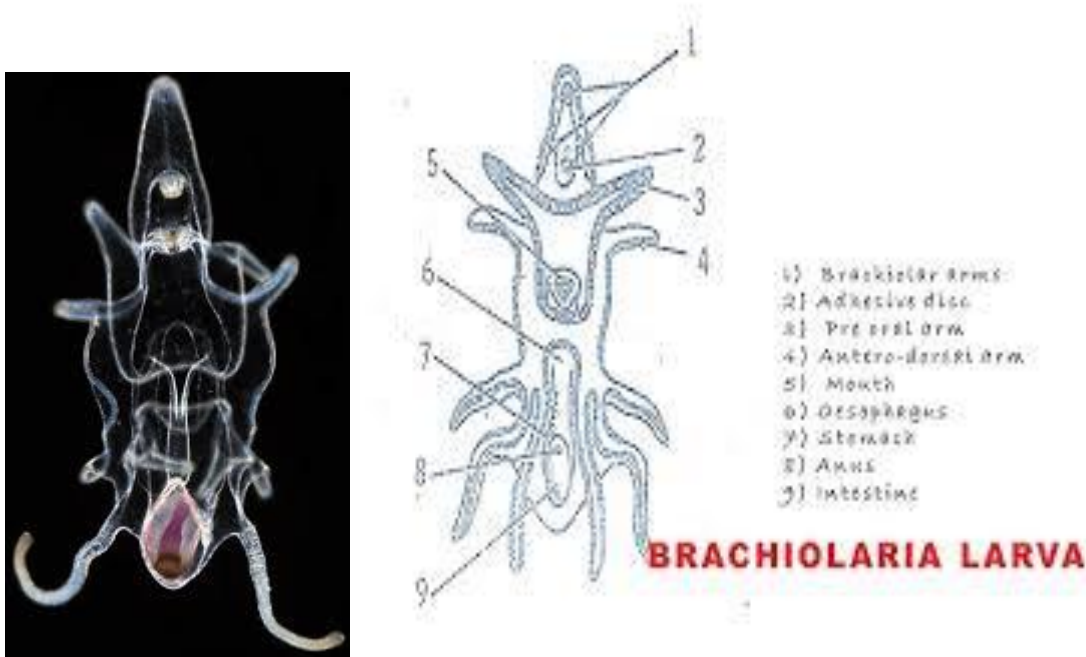 1
2
3
4
5
6
7
8
9
1) Brachiolar arms
2) Adhesive disc
3) Pre oral arm
4) Antero-dorsal arm
5) Mouth
6) Oesophagus
7) Stomach
8) Anus
9) Intestine
BRACHIOLARIA LARVA